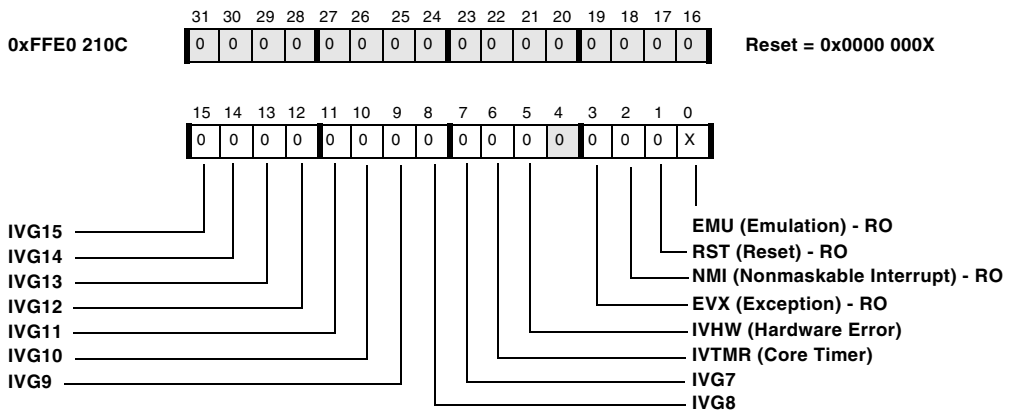 31 30 29 28 27 26 25 24 23 22 21 20 19 18 17 16
0xFFE0 210C 0 0 0 0 0 0 0 0 0 0 0 0 0 0 0 0 Reset = 0x0000 000X
15 14 13 12 11 10 9 8 7 6 5 4 3 2 1 0
0 0 0 0 0 0 0 0 0 0 0 0 0 0 0 X
IVG15
IVG14
IVG13
IVG12
IVG11
IVG10
IVG9
EMU (Emulation) - RO
RST (Reset) - RO
NMI (Nonmaskable Interrupt) - RO
EVX (Exception) - RO
IVHW (Hardware Error)
IVTMR (Core Timer)
IVG7
IVG8